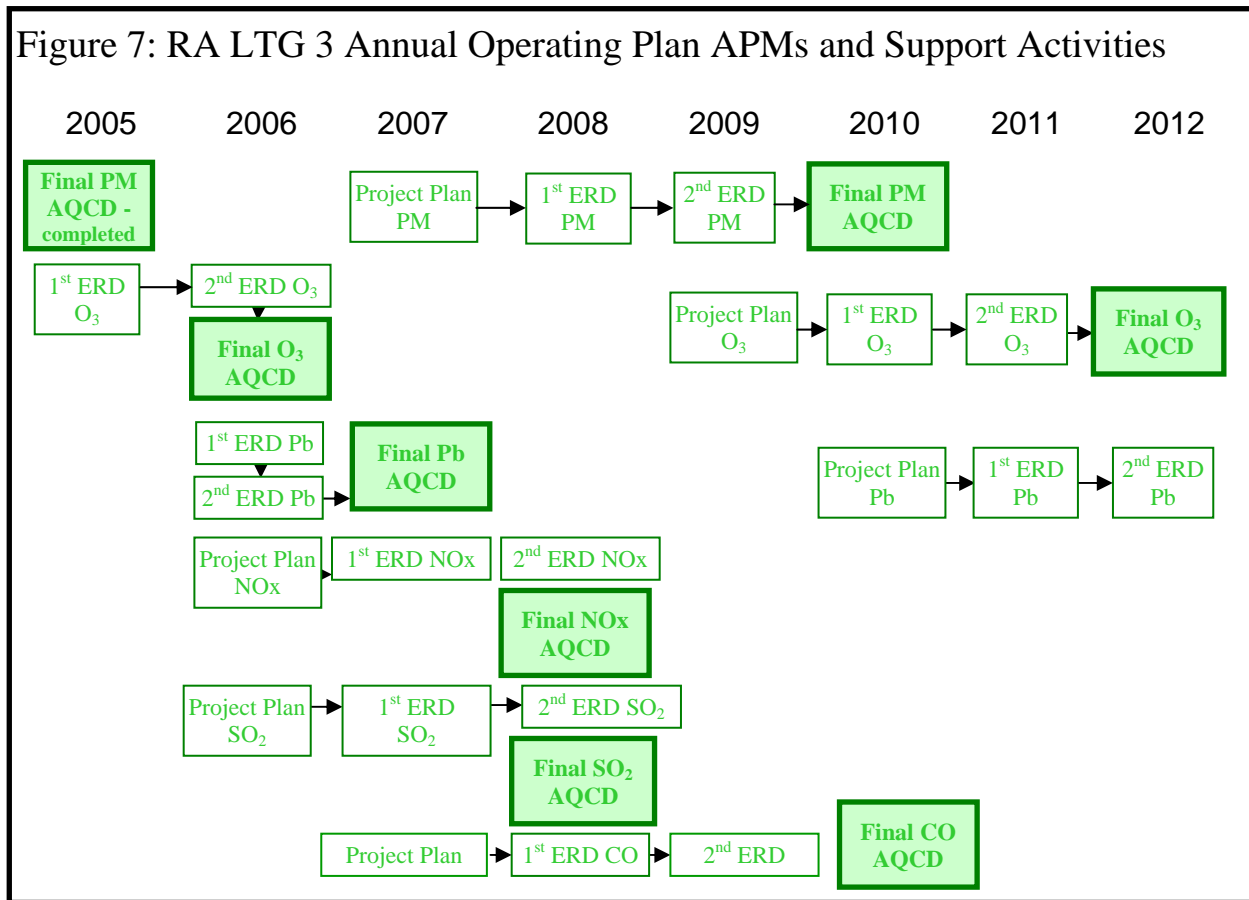 Figure 7: RA LTG 3 Annual Operating Plan APMs and Support Activities
2005 2006 2007 2008 2009 2010 2011 2012
Final PM
AQCD -
completed
Project Plan
PM
1st ERD
PM
2nd ERD
PM
Final PM
AQCD
1st ERD
O3
2nd ERD O3
Final O3
AQCD
Project Plan
O3
1st ERD
O3
2nd ERD
O3
Final O3
AQCD
1st ERD Pb
2nd ERD Pb
Final Pb
AQCD
Project Plan
Pb
1st ERD
Pb
2nd ERD
Pb
Project Plan
NOx
1st ERD NOx
2nd ERD NOx
Final NOx
AQCD
Project Plan
SO2
1st ERD
SO2
2nd ERD SO2
Final SO2
AQCD
Project Plan
1st ERD CO
2nd ERD
Final CO
AQCD